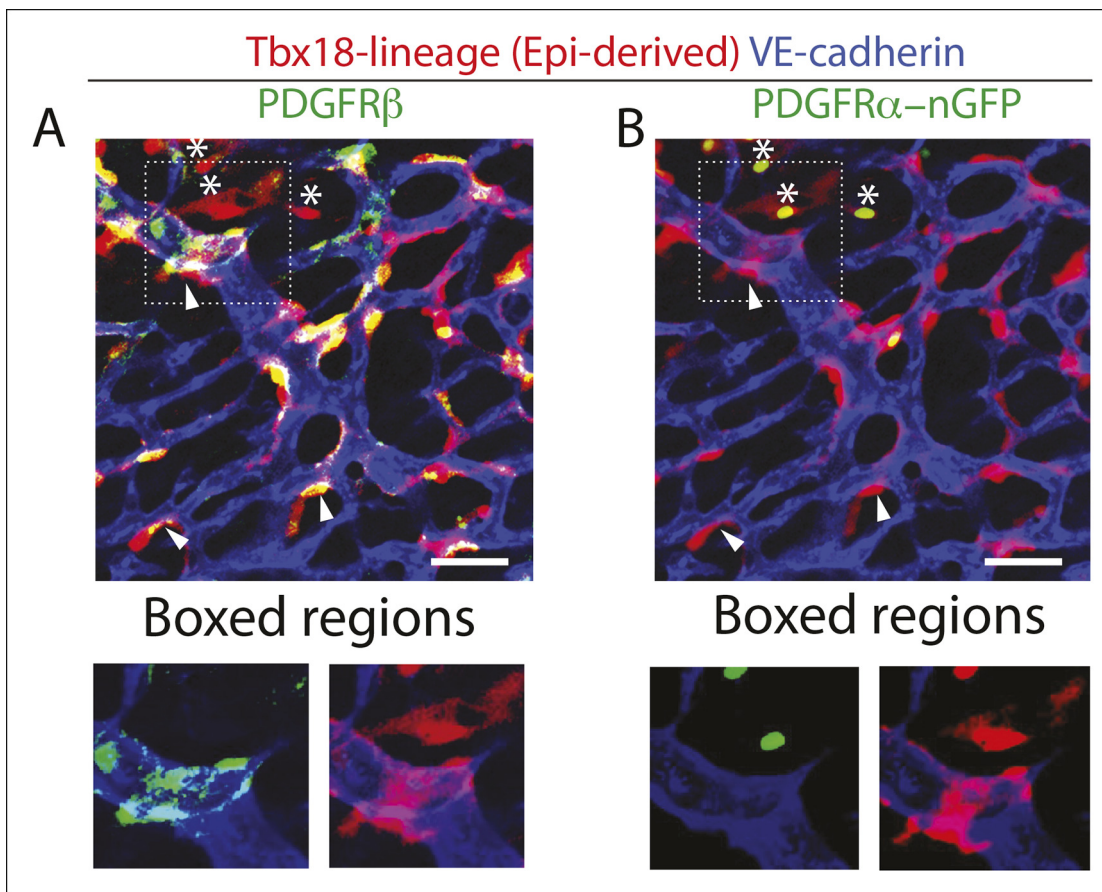 Tbx18-lineage (Epi-derived) VE-cadherin
A PDGFRβ
B PDGFRα–nGFP
*
*
*
*
*
*
Boxed regions
Boxed regions